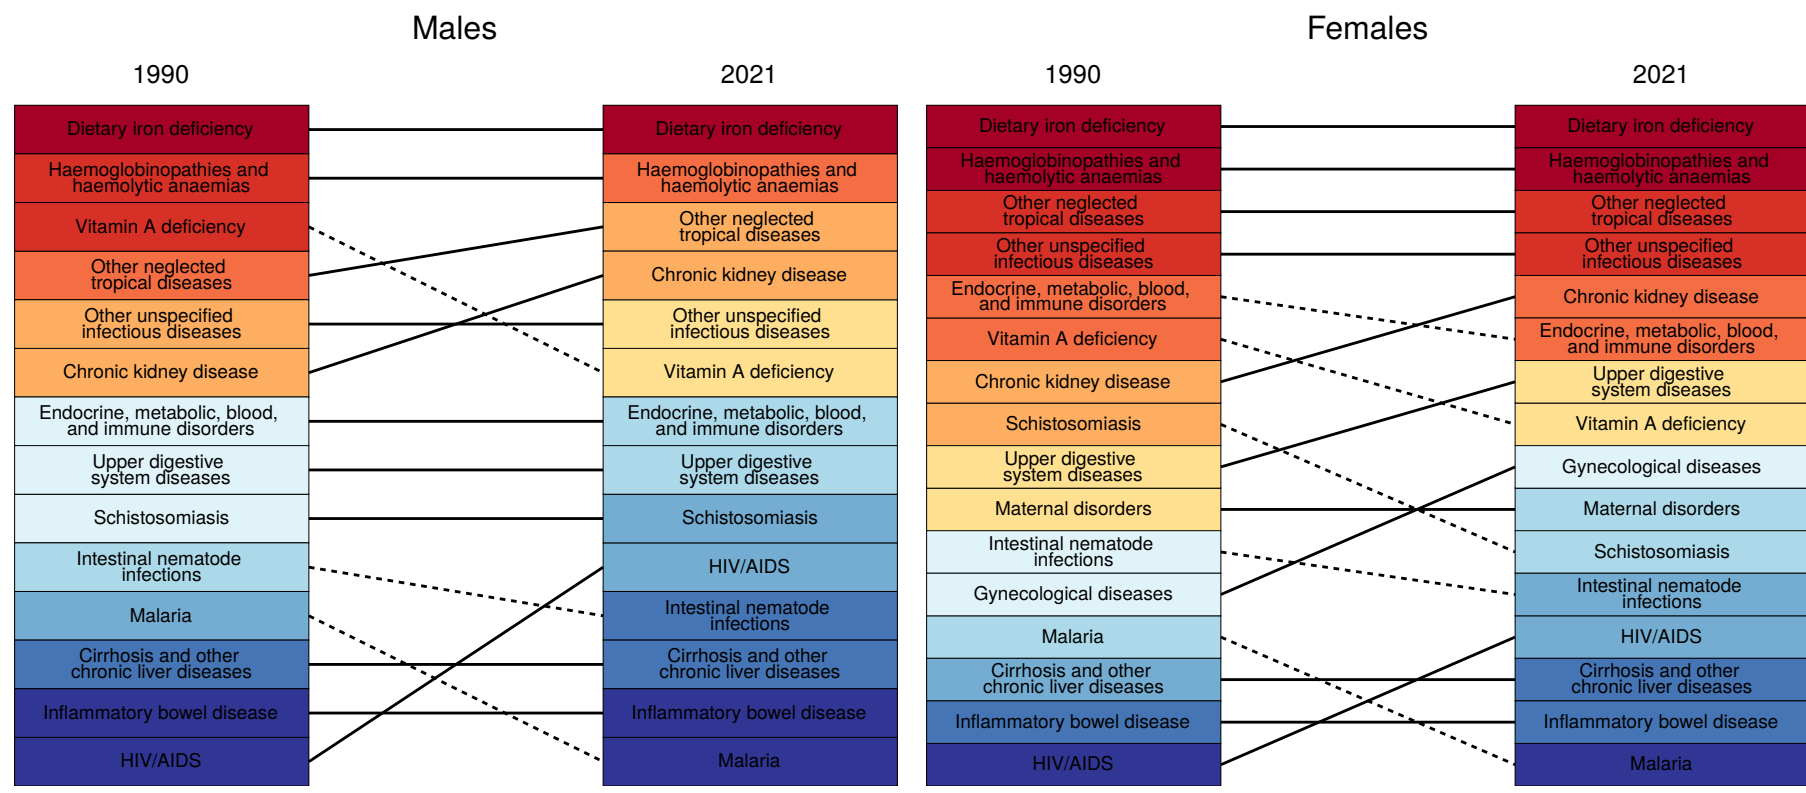 Males
1990
2021
Dietary iron deficiency
Haemoglobinopathies and
haemolytic anaemias
Vitamin A deficiency
Other neglected
tropical diseases
Other unspecified
infectious diseases
Chronic kidney disease
Endocrine, metabolic, blood,
and immune disorders
Upper digestive
system diseases
Schistosomiasis
Intestinal nematode
infections
Malaria
Cirrhosis and other
chronic liver diseases
Inflammatory bowel disease
HIV/AIDS
Dietary iron deficiency
Haemoglobinopathies and
haemolytic anaemias
Other neglected
tropical diseases
Chronic kidney disease
Other unspecified
infectious diseases
Vitamin A deficiency
Endocrine, metabolic, blood,
and immune disorders
Upper digestive
system diseases
Schistosomiasis
HIV/AIDS
Intestinal nematode
infections
Cirrhosis and other
chronic liver diseases
Inflammatory bowel disease
Malaria
Females
1990
2021
Dietary iron deficiency
Haemoglobinopathies and
haemolytic anaemias
Other neglected
tropical diseases
Other unspecified
infectious diseases
Endocrine, metabolic, blood,
and immune disorders
Vitamin A deficiency
Chronic kidney disease
Schistosomiasis
Upper digestive
system diseases
Maternal disorders
Intestinal nematode
infections
Gynecological diseases
Malaria
Cirrhosis and other
chronic liver diseases
Inflammatory bowel disease
HIV/AIDS
Dietary iron deficiency
Haemoglobinopathies and
haemolytic anaemias
Other neglected
tropical diseases
Other unspecified
infectious diseases
Chronic kidney disease
Endocrine, metabolic, blood,
and immune disorders
Upper digestive
system diseases
Vitamin A deficiency
Gynecological diseases
Maternal disorders
Schistosomiasis
Intestinal nematode
infections
HIV/AIDS
Cirrhosis and other
chronic liver diseases
Inflammatory bowel disease
Malaria